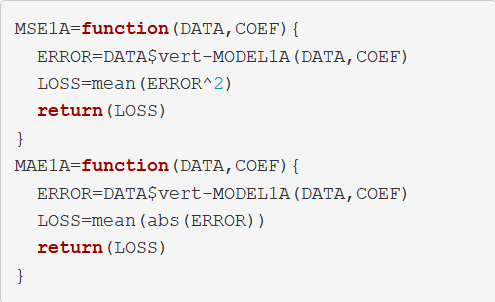 MSE1A=function(DATA,COEF){
  ERROR=DATA$vert-MODEL1A(DATA,COEF)
  LOSS=mean(ERROR^2)
  return(LOSS)
}
MAE1A=function(DATA,COEF){
  ERROR=DATA$vert-MODEL1A(DATA,COEF)
  LOSS=mean(abs(ERROR))
  return(LOSS)
}